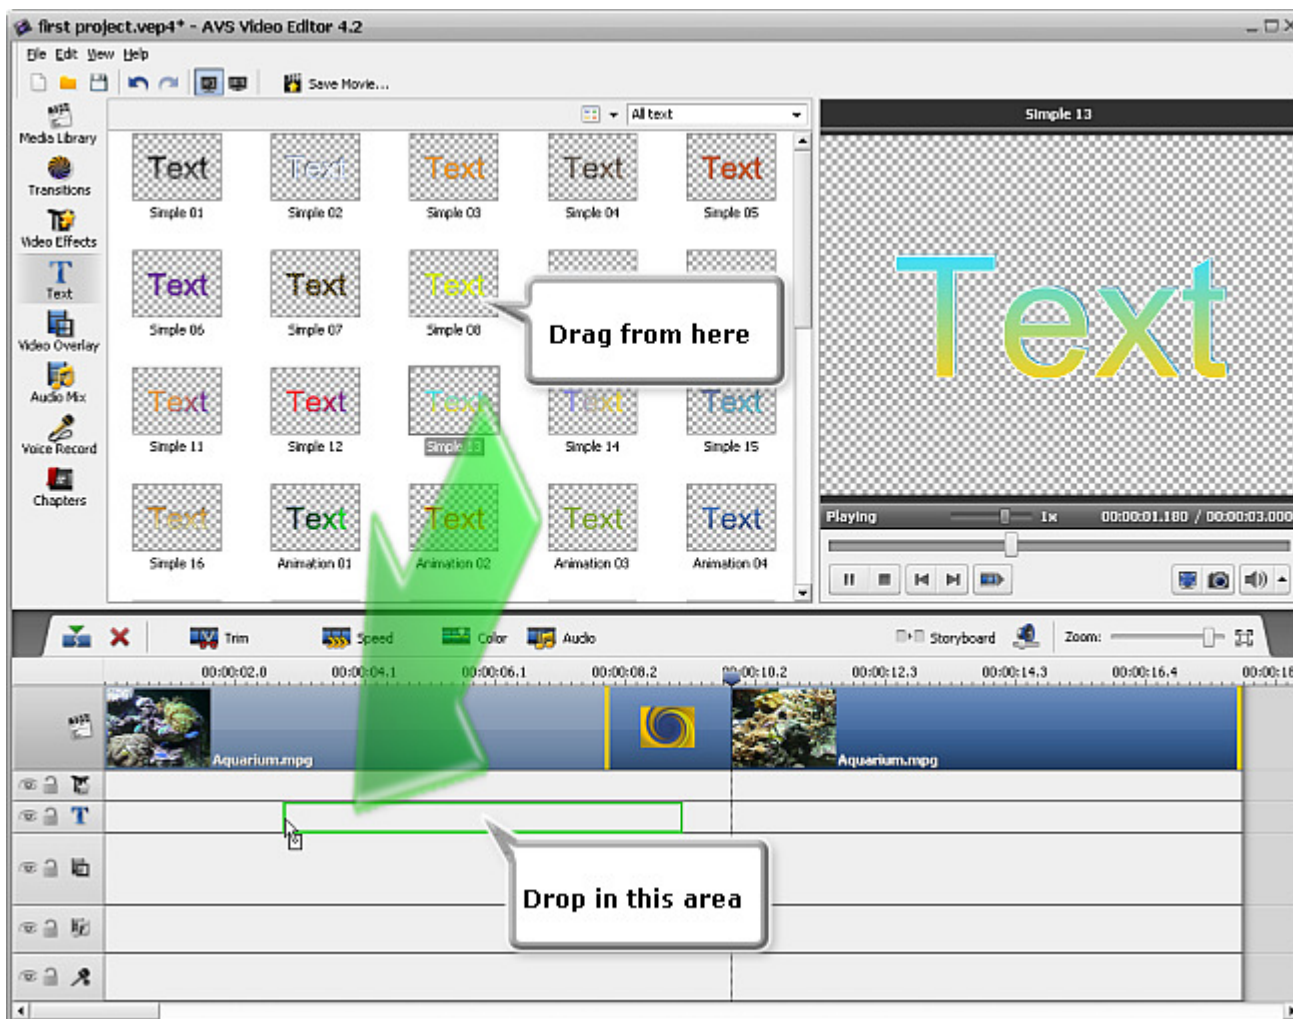 first project.vep4* - AVS Video Editor 4.2
File Edit View Help
Save Movie...
Media Library
Transitions
Video Effects
Text
Video Overlay
Audio Mix
Voice Record
Chapters
All text
Text Text Text Text Text
Simple 01 Simple 02 Simple 03 Simple 04 Simple 05
Text Text Text
Simple 06 Simple 07 Simple 08
Drag from here
Text Text Text Text Text
Simple 11 Simple 12 Simple 13 Simple 14 Simple 15
Text Text Text Text Text
Simple 16 Animation 01 Animation 02 Animation 03 Animation 04
Simple 13
Text
Playing 1x 00:00:01.180 / 00:00:03.000
Trim Speed Color Audio Storyboard Zoom:
00:00:02.0 00:00:04.1 00:00:06.1 00:00:08.2 00:00:10.2 00:00:12.3 00:00:14.3 00:00:16.4
Aquarium.mpg Aquarium.mpg
T
Drop in this area